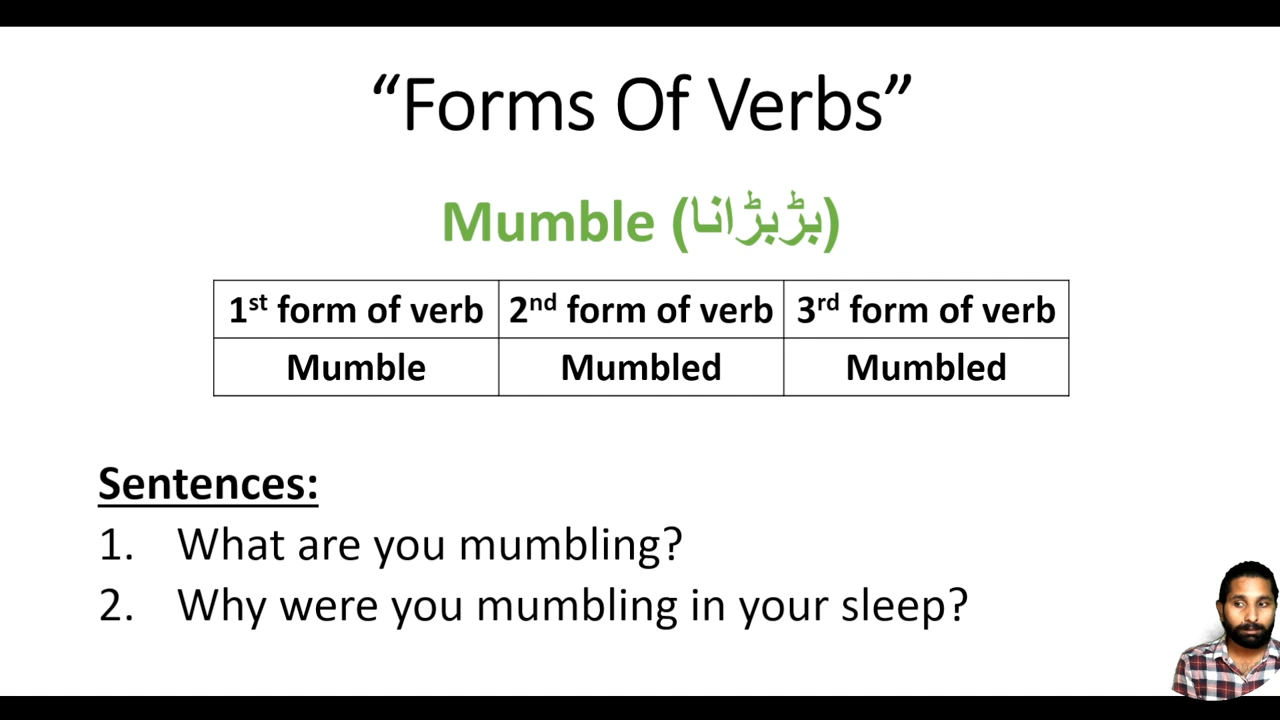 “Forms Of Verbs”
Mumble (بڑبڑانا)
1st form of verb 2nd form of verb 3rd form of verb
Mumble Mumbled Mumbled
Sentences:
1. What are you mumbling?
2. Why were you mumbling in your sleep?